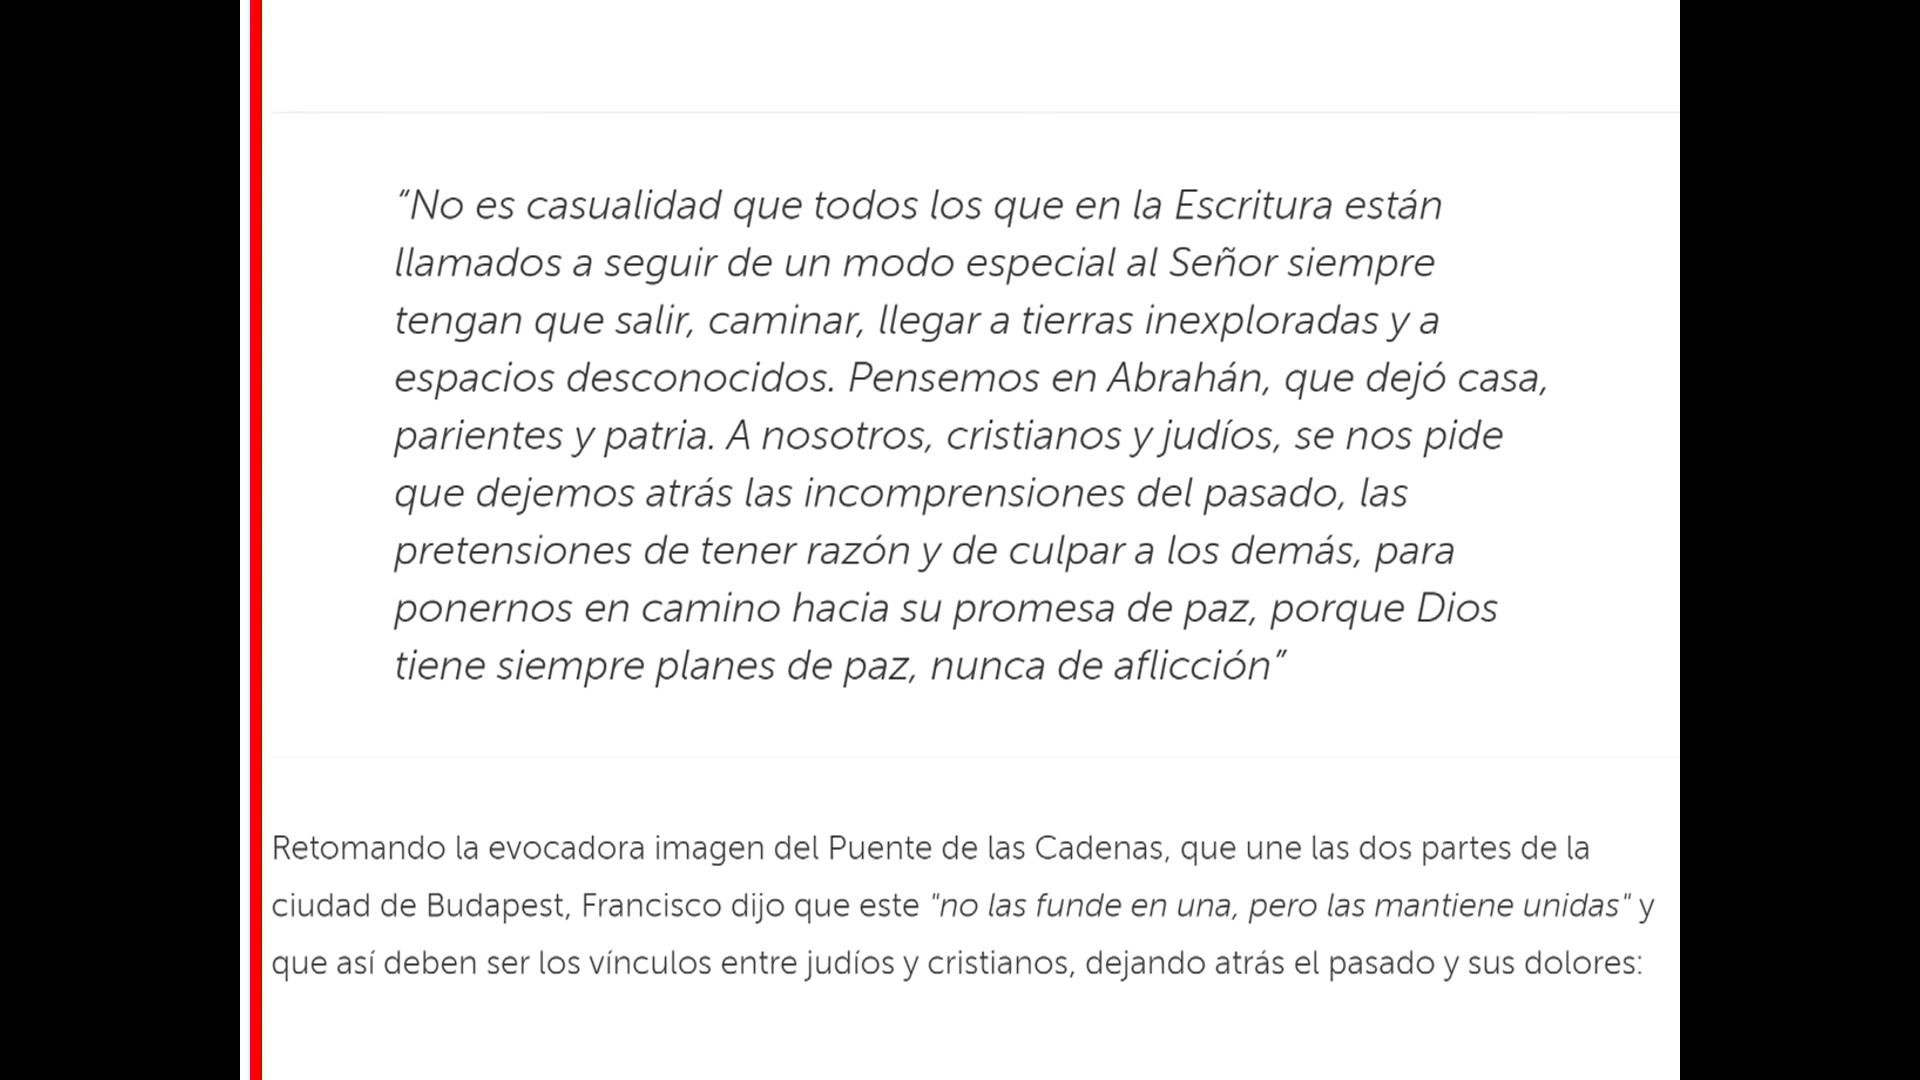 “No es casualidad que todos los que en la Escritura están
llamados a seguir de un modo especial al Señor siempre
tengan que salir, caminar, llegar a tierras inexploradas y a
espacios desconocidos. Pensemos en Abrahán, que dejó casa,
parientes y patria. A nosotros, cristianos y judíos, se nos pide
que dejemos atrás las incomprensiones del pasado, las
pretensiones de tener razón y de culpar a los demás, para
ponernos en camino hacia su promesa de paz, porque Dios
tiene siempre planes de paz, nunca de aflicción”
Retomando la evocadora imagen del Puente de las Cadenas, que une las dos partes de la
ciudad de Budapest, Francisco dijo que este "no las funde en una, pero las mantiene unidas" y
que así deben ser los vínculos entre judíos y cristianos, dejando atrás el pasado y sus dolores: